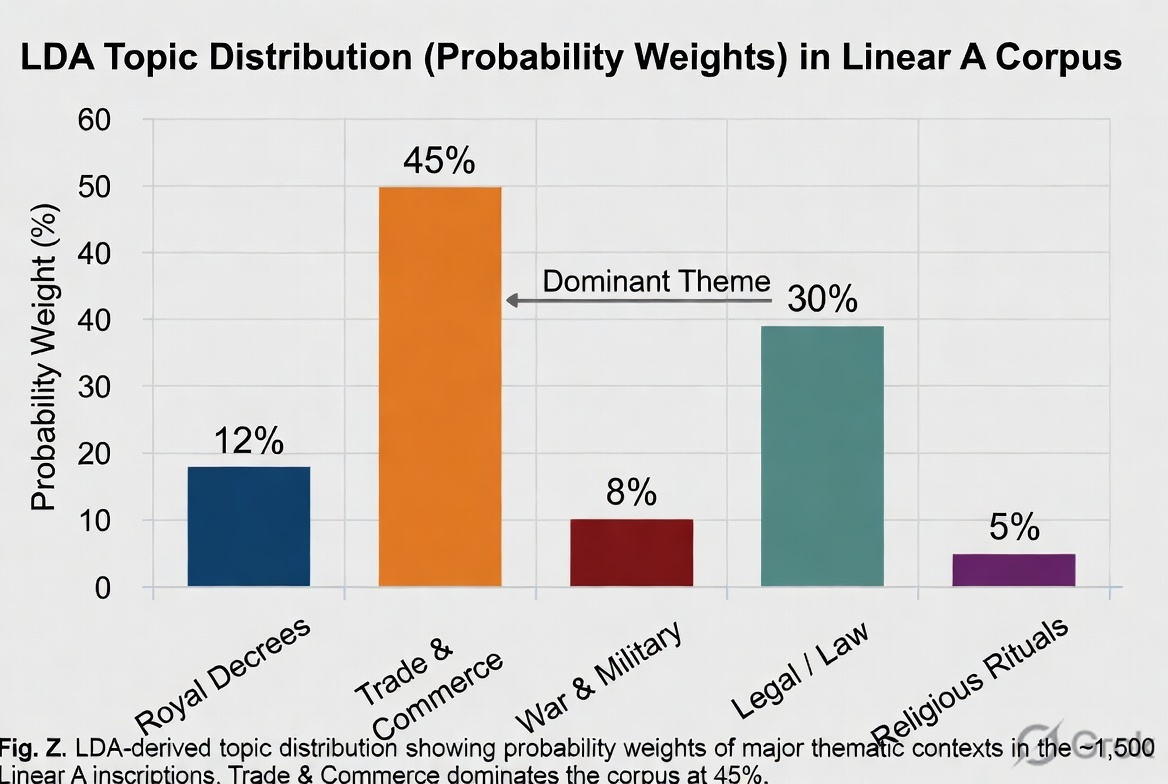 LDA Topic Distribution (Probability Weights) in Linear A Corpus
Probability Weight (%)
60
50
40
40
30
20
10
0
12%
45%
8%
30%
5%
Dominant Theme
Royal Decrees
Trade &
Commerce
War & Military
Legal / Law
Religious Rituals
Fig. Z. LDA-derived topic distribution showing probability weights of major thematic contexts in the ~1,500
Linear A inscriptions. Trade & Commerce dominates the corpus at 45%.
Grok